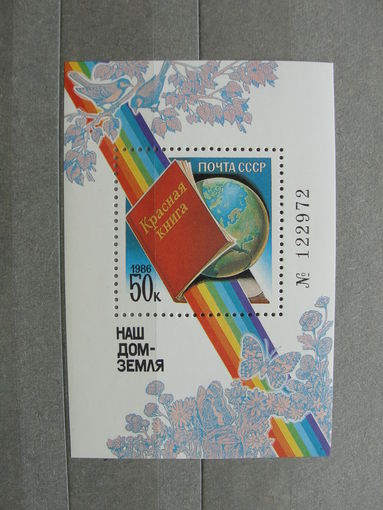 ПОЧТА СССР
Красная
книга
1986
50к
№ 122972
НАШ
ДОМ-
ЗЕМЛЯ